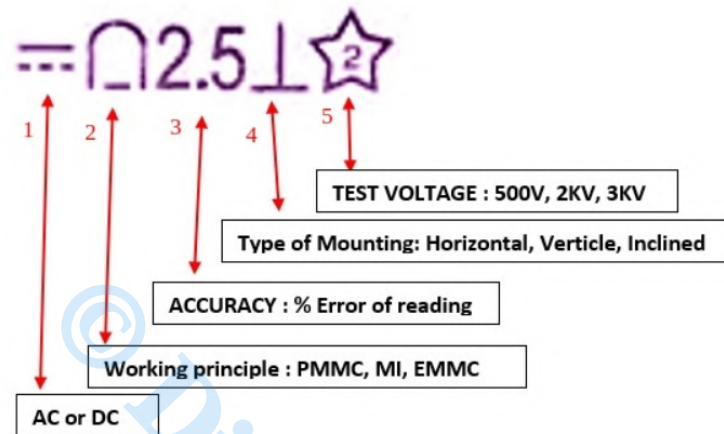 2.5 2
1 2 3 4 5
TEST VOLTAGE : 500V, 2KV, 3KV
Type of Mounting: Horizontal, Verticle, Inclined
ACCURACY : % Error of reading
Working principle : PMMC, MI, EMMC
AC or DC
©